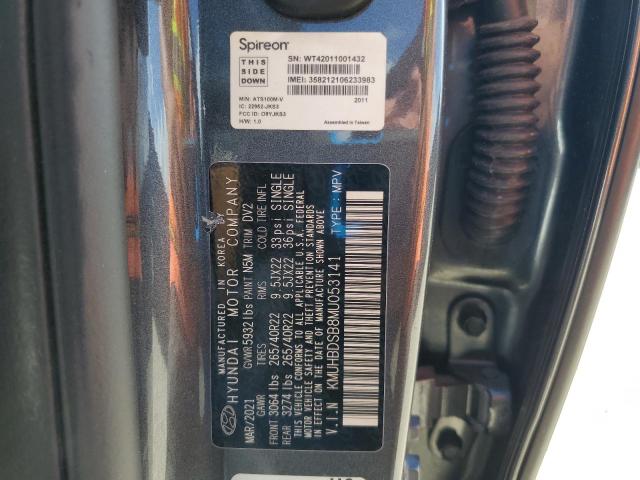 Spireon
THIS
SIDE
DOWN
SN: WT42011001432
IMEI: 358212106233983
2011
M/N: ATS100M-V
IC: 22952-JKS3
FCC ID: O9YJKS3
H/W: 1.0
Assembled in Taiwan
MANUFACTURED IN KOREA BY
HYUNDAI MOTOR COMPANY
MAR/2021 GVWR 5932 lbs PAINT N5M TRIM DV2
GAWR TIRES RIMS COLD TIRE INFL
FRONT 3064 lbs 265/40R22 9.5JX22 33psi SINGLE
REAR 3274 lbs 265/40R22 9.5JX22 36psi SINGLE
THIS VEHICLE CONFORMS TO ALL APPLICABLE U.S.A. FEDERAL
MOTOR VEHICLE SAFETY, BUMPER, AND THEFT PREVENTION STANDARDS
IN EFFECT ON THE DATE OF MANUFACTURE SHOWN ABOVE.
V.I.N KMUHBDSB8MU053141 TYPE : MPV